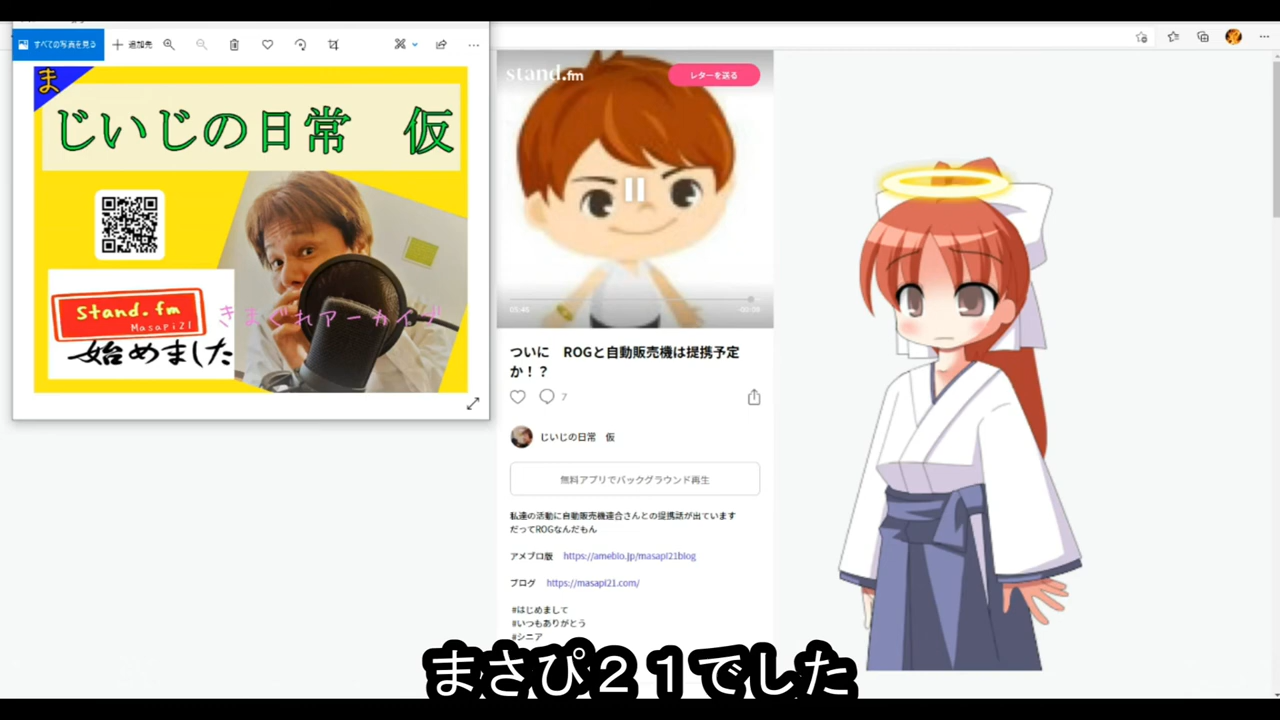 すべての写真を見る
追加先
ま
じいじの日常 仮
stand.fm
Masapi21
始めました
きまぐれアーカイブ
stand.fm
レターを送る
ついに ROGと自動販売機は提携予定
か！？
7
じいじの日常 仮
無料アプリでバックグラウンド再生
私達の活動に自動販売機連合さんとの提携話が出ています
だってROGなんだもん
アメブロ版 https://ameblo.jp/masapi21blog
ブログ https://masapi21.com/
#はじめまして
#いつもありがとう
#シニア
まさぴ２１でした